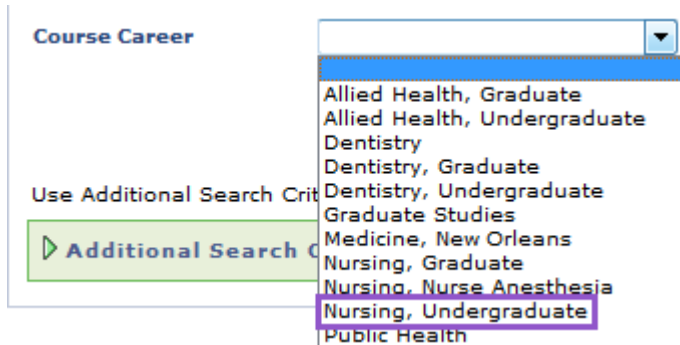 Course Career
Allied Health, Graduate
Allied Health, Undergraduate
Dentistry
Dentistry, Graduate
Use Additional Search Crit
Dentistry, Undergraduate
Graduate Studies
Medicine, New Orleans
Additional Search C
Nursing, Graduate
Nursing, Nurse Anesthesia
Nursing, Undergraduate
Public Health